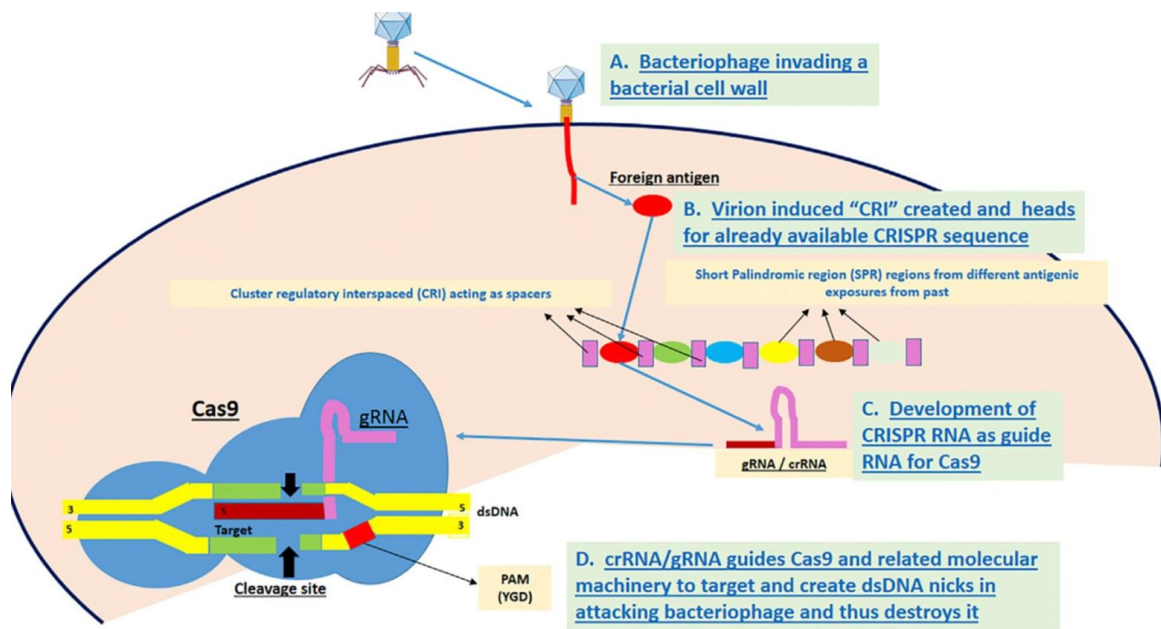 A. Bacteriophage invading a
bacterial cell wall
Foreign antigen
B. Virion induced “CRI” created and heads
for already available CRISPR sequence
Cluster regulatory interspaced (CRI) acting as spacers
Short Palindromic region (SPR) regions from different antigenic
exposures from past
Cas9
gRNA
C. Development of
CRISPR RNA as guide
RNA for Cas9
gRNA / crRNA
3
5
5
5
3
dsDNA
Target
Cleavage site
PAM
(YGD)
D. crRNA/gRNA guides Cas9 and related molecular
machinery to target and create dsDNA nicks in
attacking bacteriophage and thus destroys it